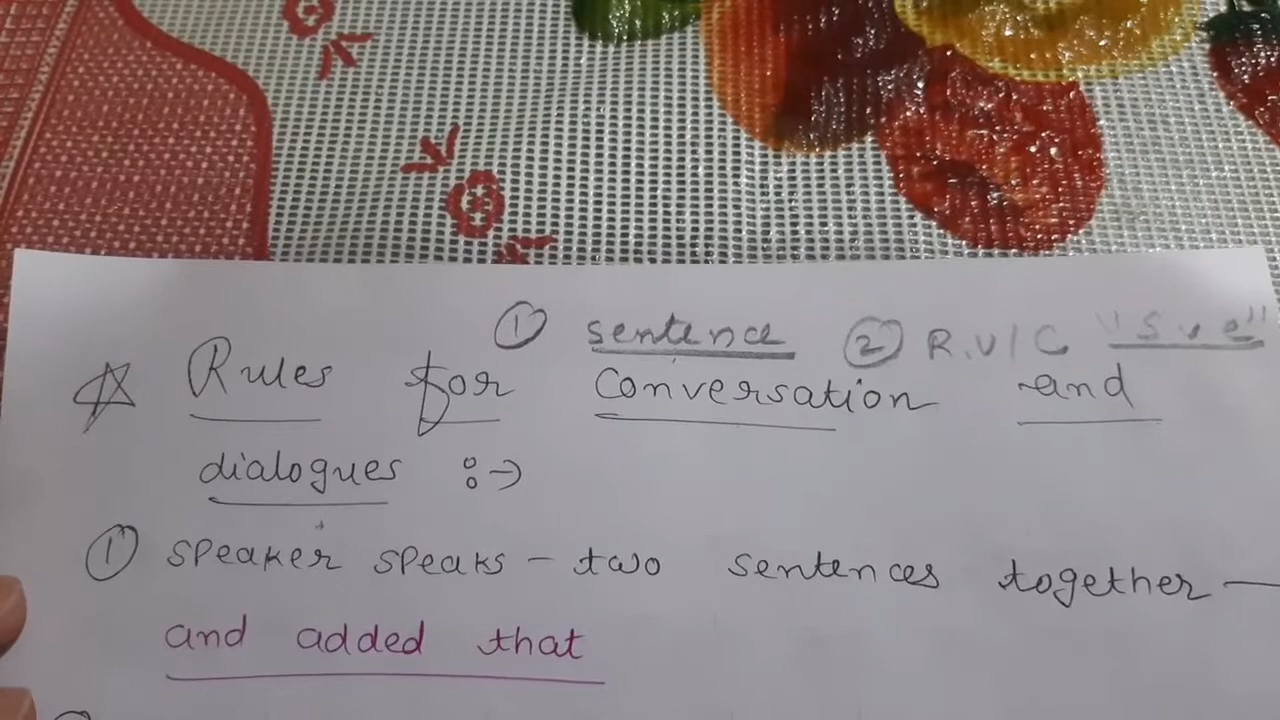 ① sentence ② R.V/C "S v o"
☆ Rules for Conversation and
dialogues :→
① speaker speaks - two sentences together —
and added that